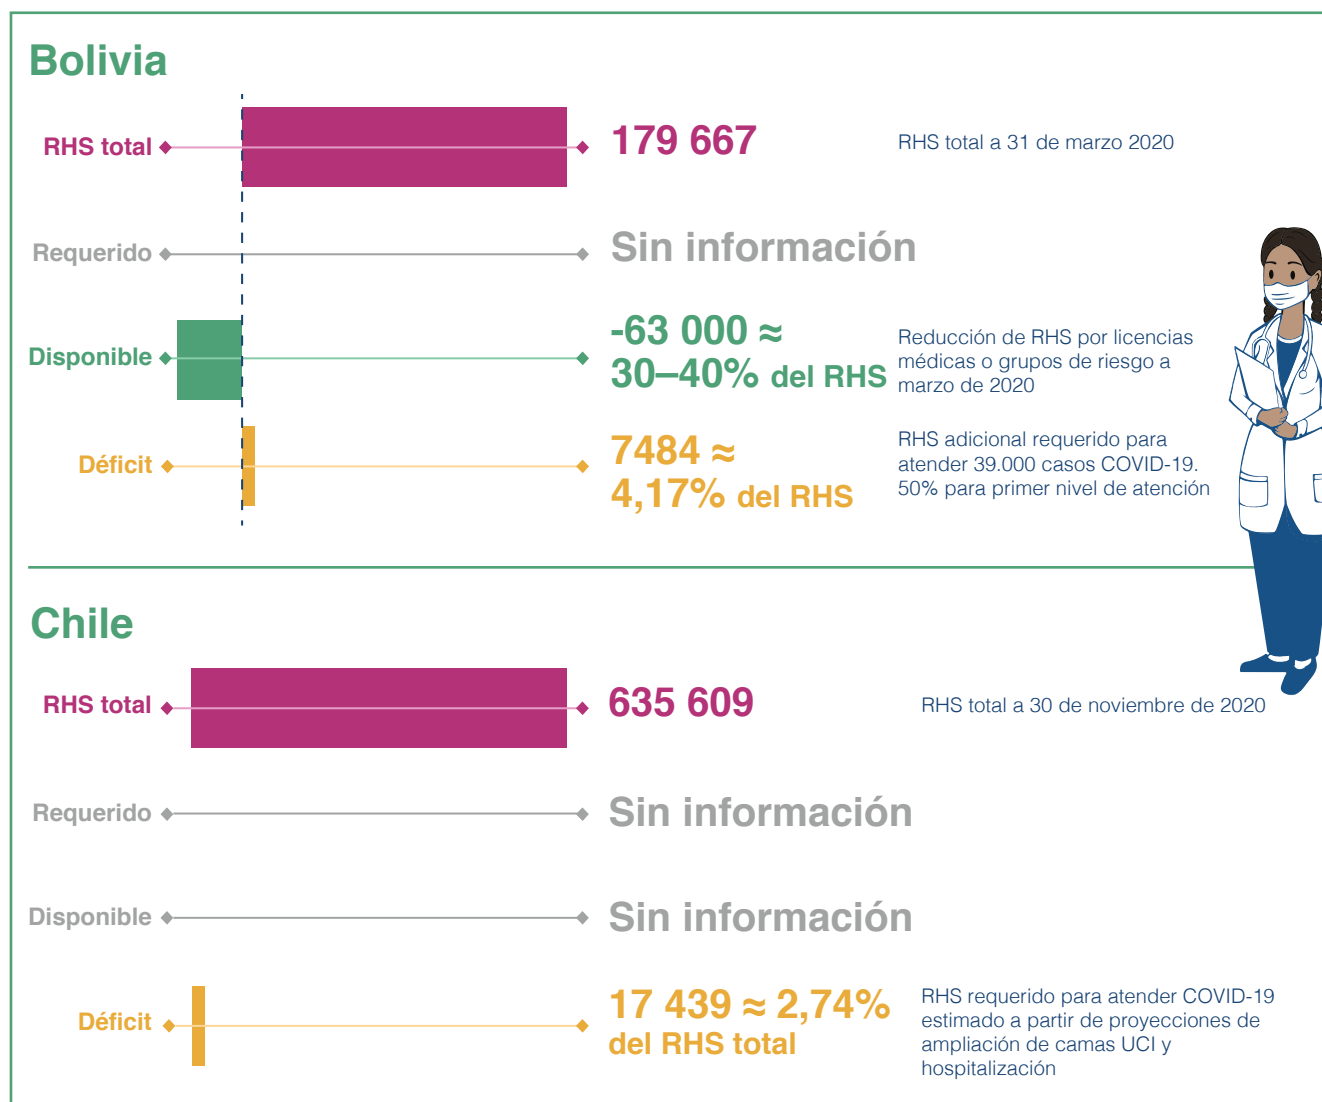 Bolivia
RHS total
179 667
RHS total a 31 de marzo 2020
Requerido
Sin información
Disponible
-63 000 ≈
30–40% del RHS
Reducción de RHS por licencias
médicas o grupos de riesgo a
marzo de 2020
Déficit
7484 ≈
4,17% del RHS
RHS adicional requerido para
atender 39.000 casos COVID-19.
50% para primer nivel de atención
Chile
RHS total
635 609
RHS total a 30 de noviembre de 2020
Requerido
Sin información
Disponible
Sin información
Déficit
17 439 ≈ 2,74%
del RHS total
RHS requerido para atender COVID-19
estimado a partir de proyecciones de
ampliación de camas UCI y
hospitalización